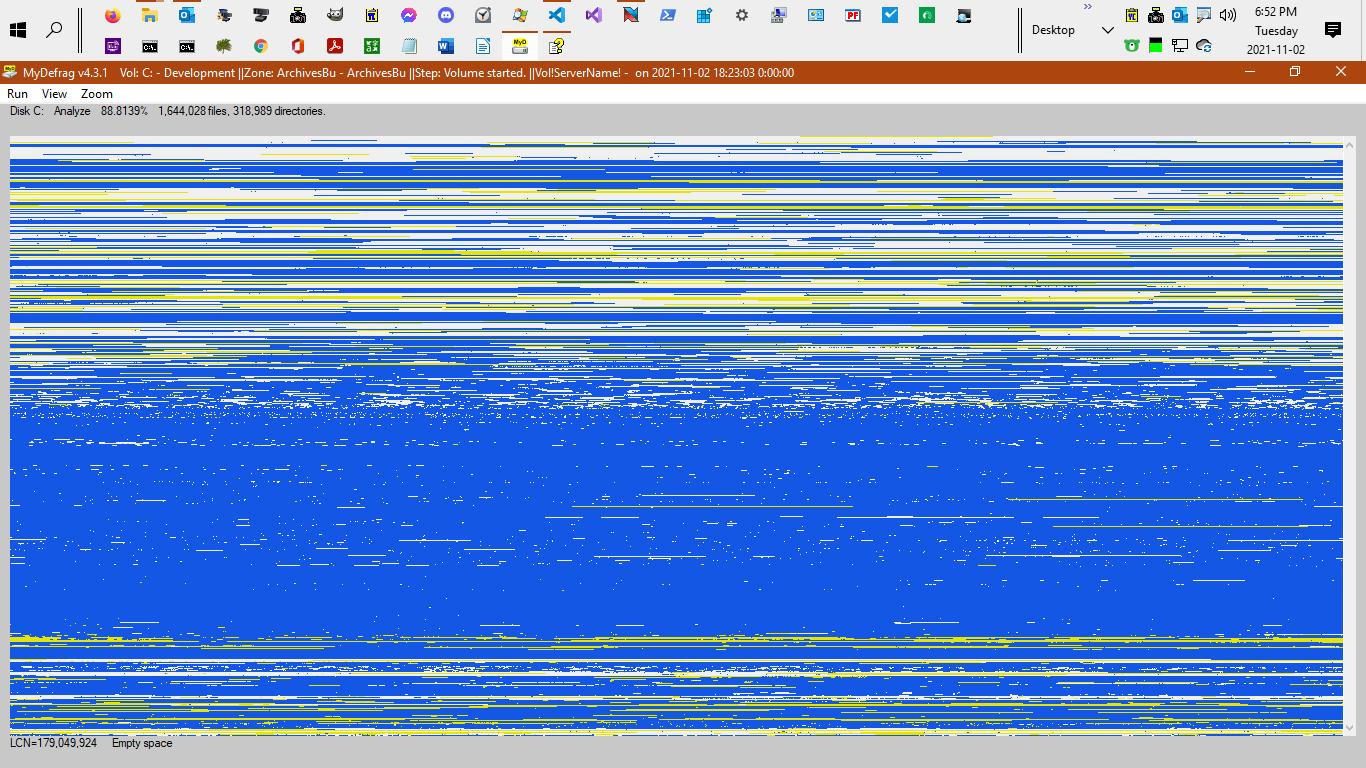 6:52 PM
Desktop
Tuesday
2021-11-02
MyDefrag v4.3.1 Vol: C: - Development ||Zone: ArchivesBu - ArchivesBu ||Step: Volume started. ||Vol!ServerName! - on 2021-11-02 18:23:03 0:00:00)
Run View Zoom
Disk C: Analyze 88.8139% 1,644,028 files, 318,989 directories.
LCN=179,049,924 Empty space